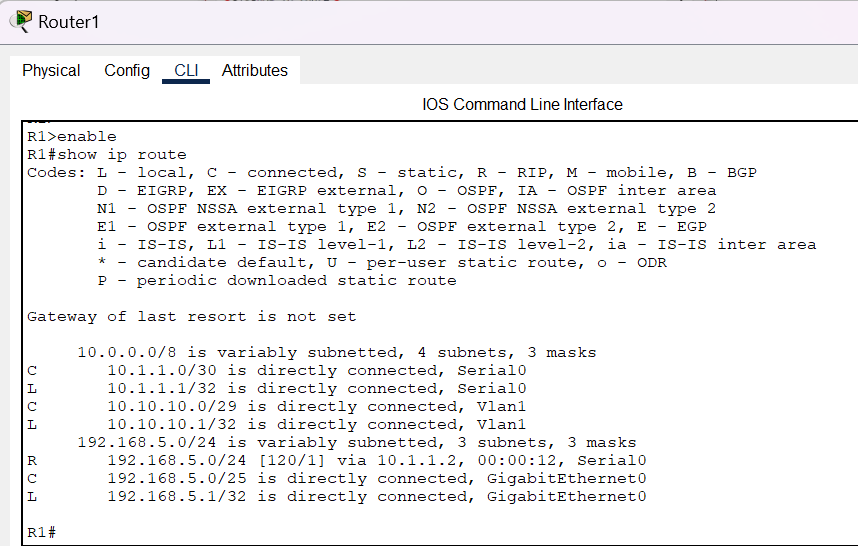 Router1
Physical Config CLI Attributes
IOS Command Line Interface
R1>enable
R1#show ip route
Codes: L - local, C - connected, S - static, R - RIP, M - mobile, B - BGP
D - EIGRP, EX - EIGRP external, O - OSPF, IA - OSPF inter area
N1 - OSPF NSSA external type 1, N2 - OSPF NSSA external type 2
E1 - OSPF external type 1, E2 - OSPF external type 2, E - EGP
i - IS-IS, L1 - IS-IS level-1, L2 - IS-IS level-2, ia - IS-IS inter area
* - candidate default, U - per-user static route, o - ODR
P - periodic downloaded static route
Gateway of last resort is not set
10.0.0.0/8 is variably subnetted, 4 subnets, 3 masks
C 10.1.1.0/30 is directly connected, Serial0
L 10.1.1.1/32 is directly connected, Serial0
C 10.10.10.0/29 is directly connected, Vlan1
L 10.10.10.1/32 is directly connected, Vlan1
192.168.5.0/24 is variably subnetted, 3 subnets, 3 masks
R 192.168.5.0/24 [120/1] via 10.1.1.2, 00:00:12, Serial0
C 192.168.5.0/25 is directly connected, GigabitEthernet0
L 192.168.5.1/32 is directly connected, GigabitEthernet0
R1#